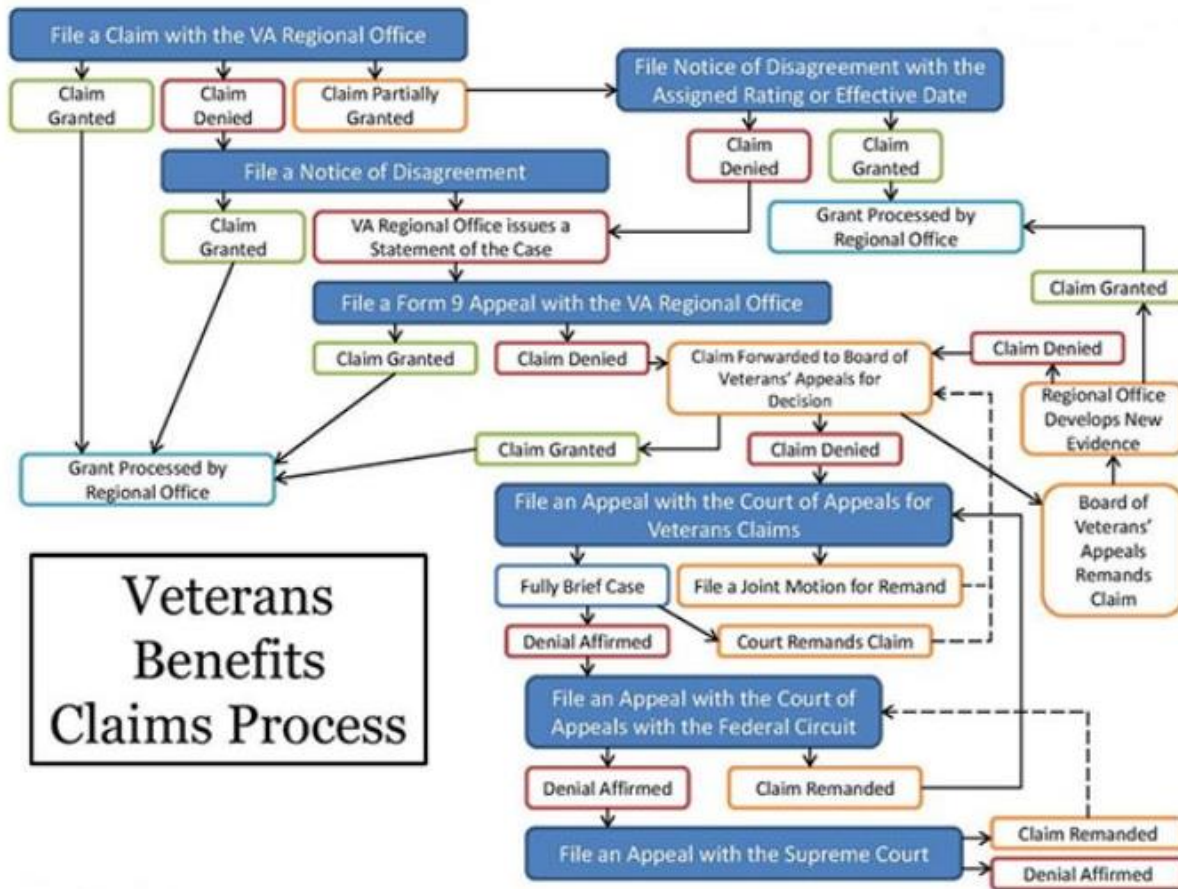 File a Claim with the VA Regional Office
Claim
Granted
Claim
Denied
Claim Partially
Granted
File Notice of Disagreement with the
Assigned Rating or Effective Date
Claim
Denied
Claim
Granted
File a Notice of Disagreement
Claim
Granted
VA Regional Office issues a
Statement of the Case
Grant Processed by
Regional Office
Claim Granted
File a Form 9 Appeal with the VA Regional Office
Claim Granted
Claim Denied
Claim Forwarded to Board of
Veterans' Appeals for
Decision
Claim Denied
Regional Office
Develops New
Evidence
Claim Granted
Claim Denied
Grant Processed by
Regional Office
File an Appeal with the Court of Appeals for
Veterans Claims
Board of
Veterans'
Appeals
Remands
Claim
Fully Brief Case
File a Joint Motion for Remand
Denial Affirmed
Court Remands Claim
Veterans
Benefits
Claims Process
File an Appeal with the Court of
Appeals with the Federal Circuit
Denial Affirmed
Claim Remanded
File an Appeal with the Supreme Court
Claim Remanded
Denial Affirmed